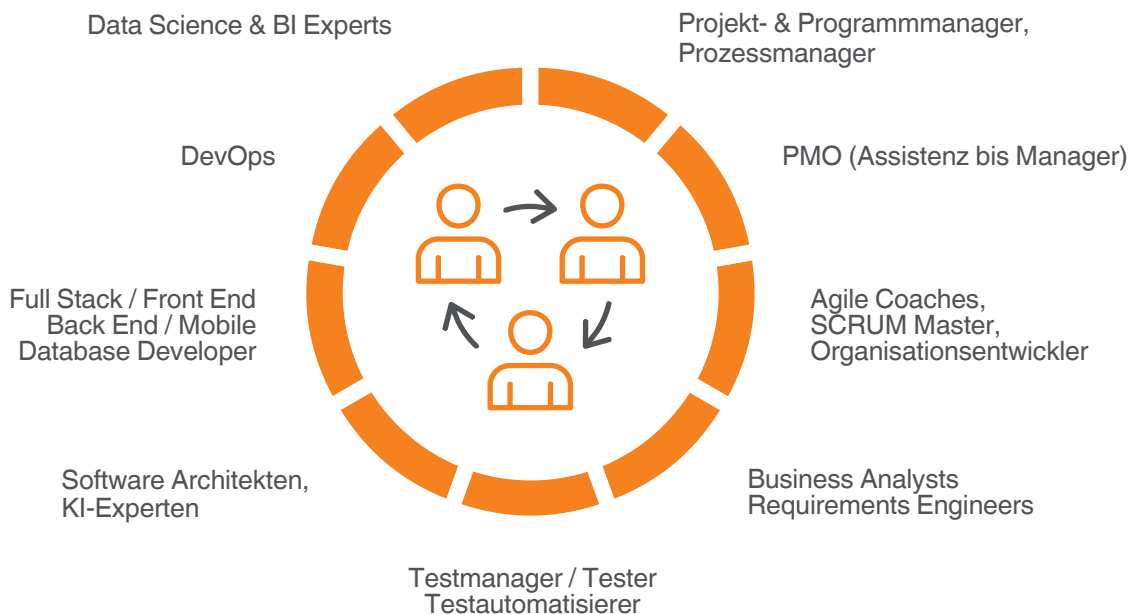 Data Science & BI Experts
Projekt- & Programmmanager,
Prozessmanager
DevOps
PMO (Assistenz bis Manager)
Full Stack / Front End
Back End / Mobile
Database Developer
Agile Coaches,
SCRUM Master,
Organisationsentwickler
Software Architekten,
KI-Experten
Business Analysts
Requirements Engineers
Testmanager / Tester
Testautomatisierer